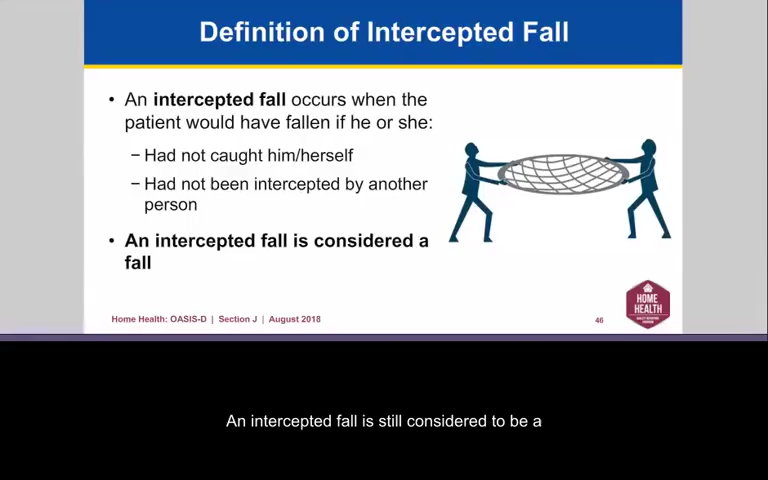 Definition of Intercepted Fall
• An intercepted fall occurs when the
patient would have fallen if he or she:
− Had not caught him/herself
− Had not been intercepted by another
person
• An intercepted fall is considered a
fall
Home Health: OASIS-D | Section J | August 2018
46
HOME
HEALTH
An intercepted fall is still considered to be a